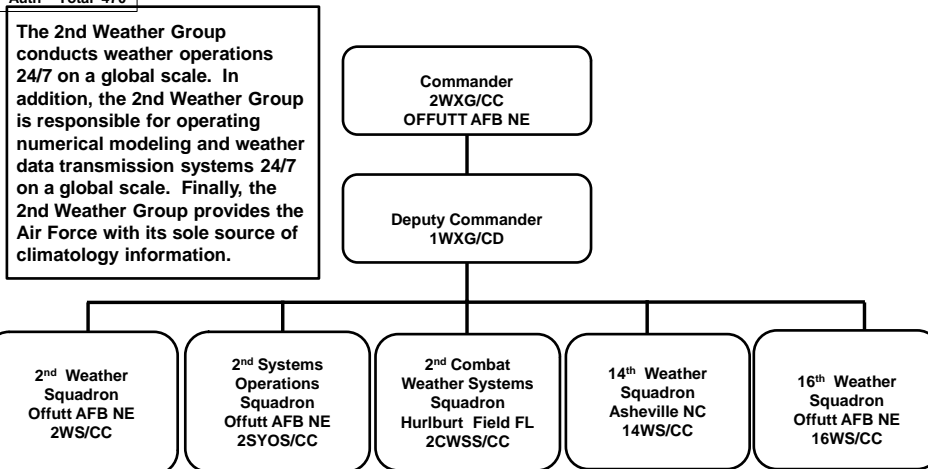 Auth - Total 470
The 2nd Weather Group
conducts weather operations
24/7 on a global scale. In
addition, the 2nd Weather Group
is responsible for operating
numerical modeling and weather
data transmission systems 24/7
on a global scale. Finally, the
2nd Weather Group provides the
Air Force with its sole source of
climatology information.
Commander
2WXG/CC
OFFUTT AFB NE
Deputy Commander
1WXG/CD
2nd Weather
Squadron
Offutt AFB NE
2WS/CC
2nd Systems
Operations
Squadron
Offutt AFB NE
2SYOS/CC
2nd Combat
Weather Systems
Squadron
Hurlburt Field FL
2CWSS/CC
14th Weather
Squadron
Asheville NC
14WS/CC
16th Weather
Squadron
Offutt AFB NE
16WS/CC